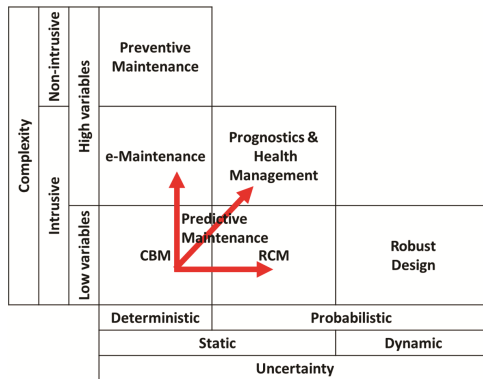 Complexity
Non-intrusive
Intrusive
High variables
Low variables
Preventive
Maintenance
e-Maintenance
Prognostics &
Health
Management
Predictive
Maintenance
CBM
RCM
Robust
Design
Deterministic
Probabilistic
Static
Dynamic
Uncertainty